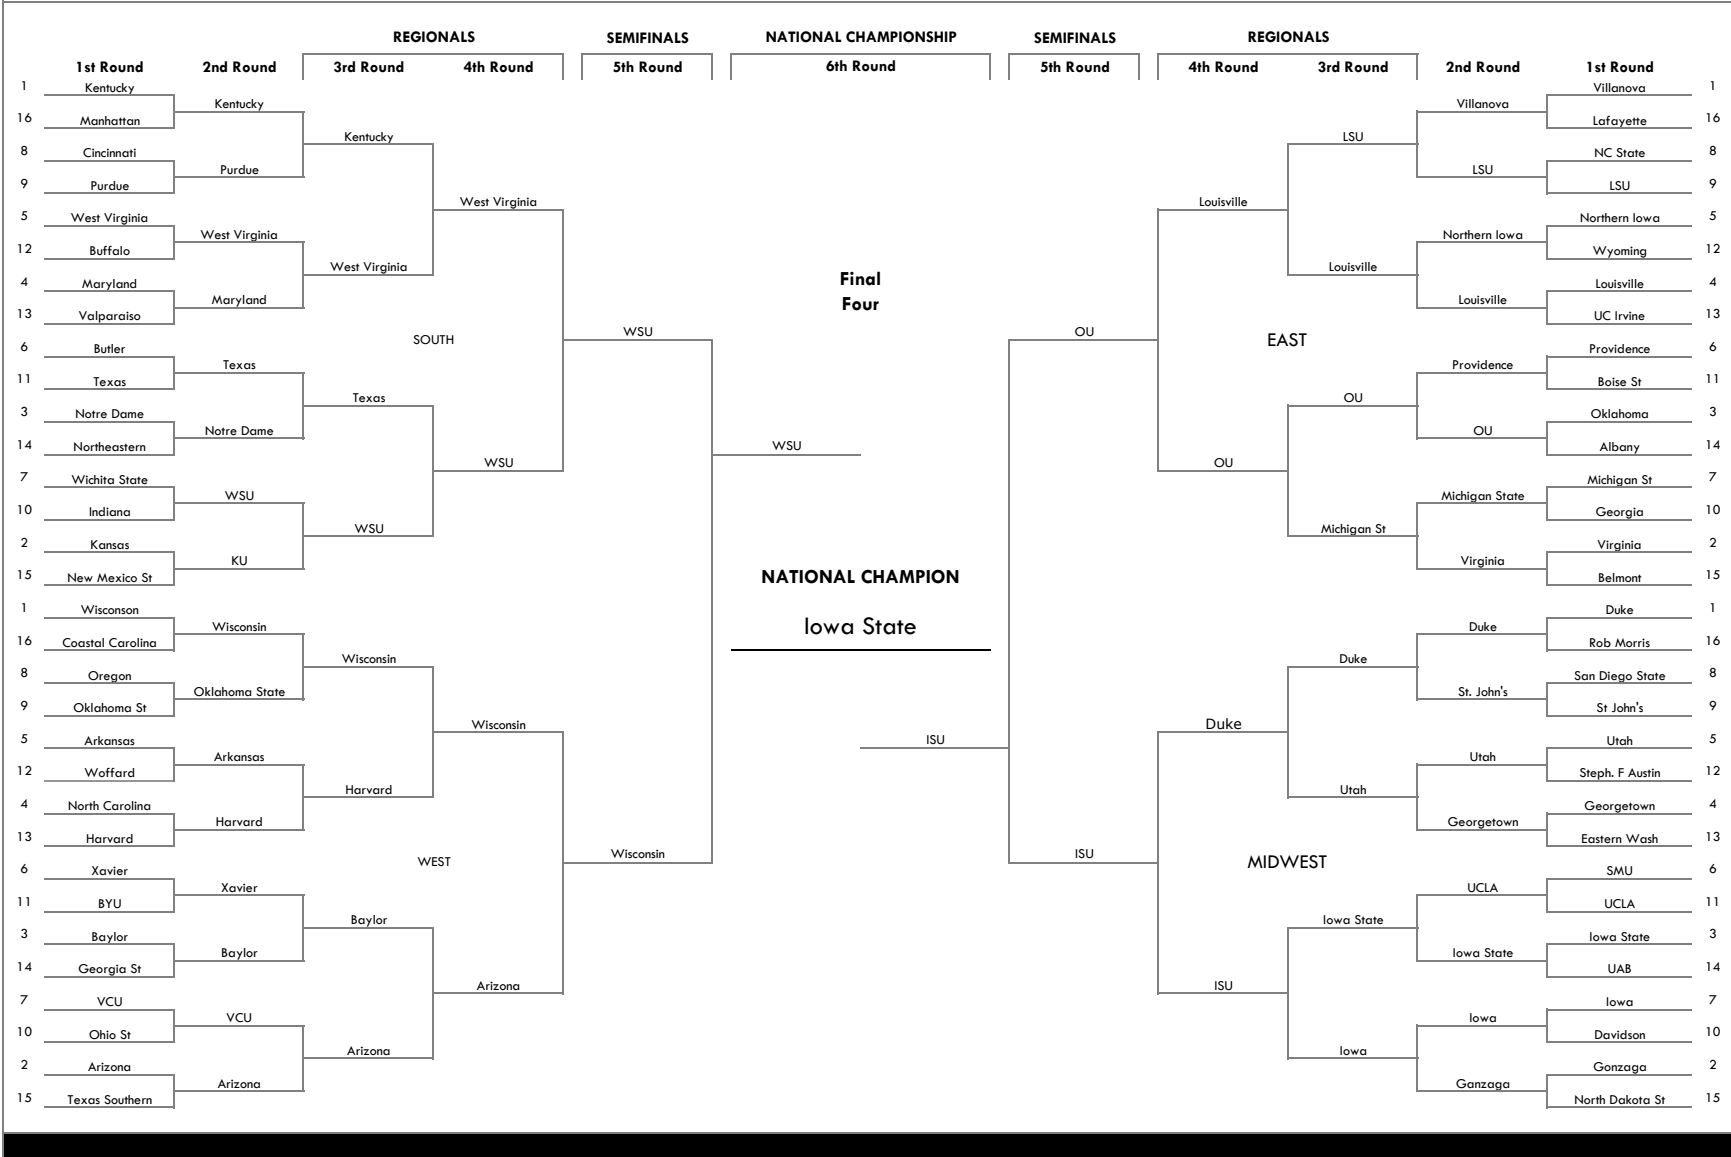 REGIONALS SEMIFINALS NATIONAL CHAMPIONSHIP SEMIFINALS REGIONALS
1st Round 2nd Round 3rd Round 4th Round 5th Round 6th Round 5th Round 4th Round 3rd Round 2nd Round 1st Round
1 Kentucky Villanova 1
Kentucky Villanova
16 Manhattan Lafayette 16
Kentucky LSU
8 Cincinnati NC State 8
Purdue LSU
9 Purdue LSU 9
West Virginia Louisville
5 West Virginia Northern Iowa 5
West Virginia Northern Iowa
12 Buffalo Wyoming 12
West Virginia Louisville
Final
4 Maryland Louisville 4
Maryland Four Louisville
13 Valparaiso UC Irvine 13
WSU OU
SOUTH EAST
6 Butler Providence 6
Texas Providence
11 Texas Boise St 11
Texas OU
3 Notre Dame Oklahoma 3
Notre Dame OU
14 Northeastern WSU Albany 14
WSU OU
7 Wichita State Michigan St 7
WSU Michigan State
10 Indiana Georgia 10
WSU Michigan St
2 Kansas Virginia 2
KU Virginia
15 New Mexico St NATIONAL CHAMPION Belmont 15
1 Wisconson Duke 1
Wisconsin Iowa State Duke
16 Coastal Carolina Rob Morris 16
Wisconsin Duke
8 Oregon San Diego State 8
Oklahoma State St. John's
9 Oklahoma St St John's 9
Wisconsin Duke
5 Arkansas ISU Utah 5
Arkansas Utah
12 Woffard Steph. F Austin 12
Harvard Utah
4 North Carolina Georgetown 4
Harvard Georgetown
13 Harvard Eastern Wash 13
Wisconsin ISU
WEST MIDWEST
6 Xavier SMU 6
Xavier UCLA
11 BYU UCLA 11
Baylor Iowa State
3 Baylor Iowa State 3
Baylor Iowa State
14 Georgia St UAB 14
Arizona ISU
7 VCU Iowa 7
VCU Iowa
10 Ohio St Davidson 10
Arizona Iowa
2 Arizona Gonzaga 2
Arizona Ganzaga
15 Texas Southern North Dakota St 15